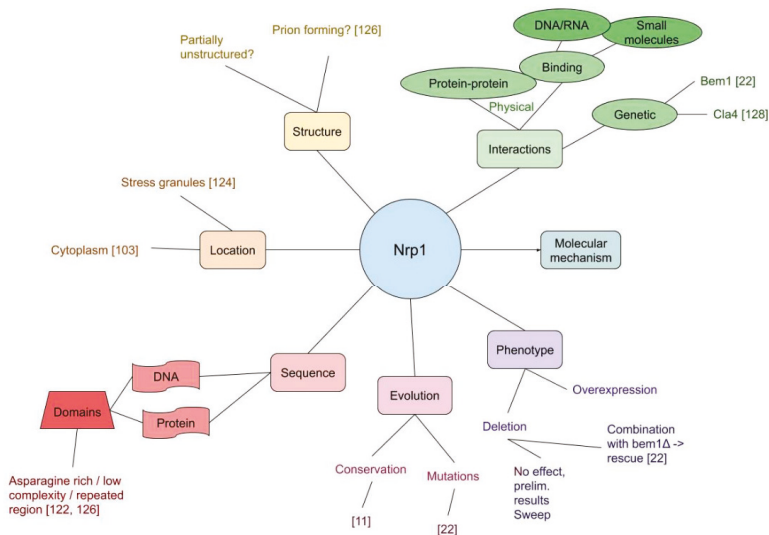 Prion forming? [126]
Partially
unstructured?
Structure
DNA/RNA
Small
molecules
Binding
Protein-protein
Physical
Interactions
Genetic
Bem1 [22]
Cla4 [128]
Stress granules [124]
Cytoplasm [103]
Location
Nrp1
Molecular
mechanism
Sequence
DNA
Protein
Domains
Asparagine rich / low
complexity / repeated
region [122, 126]
Evolution
Conservation
[11]
Mutations
[22]
Phenotype
Overexpression
Deletion
No effect,
prelim.
results
Sweep
Combination
with bem1Δ ->
rescue [22]